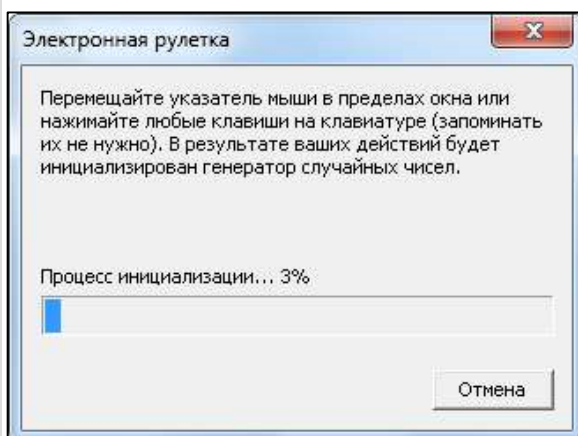 Электронная рулетка
Перемещайте указатель мыши в пределах окна или
нажимайте любые клавиши на клавиатуре (запоминать
их не нужно). В результате ваших действий будет
инициализирован генератор случайных чисел.
Процесс инициализации... 3%
Отмена